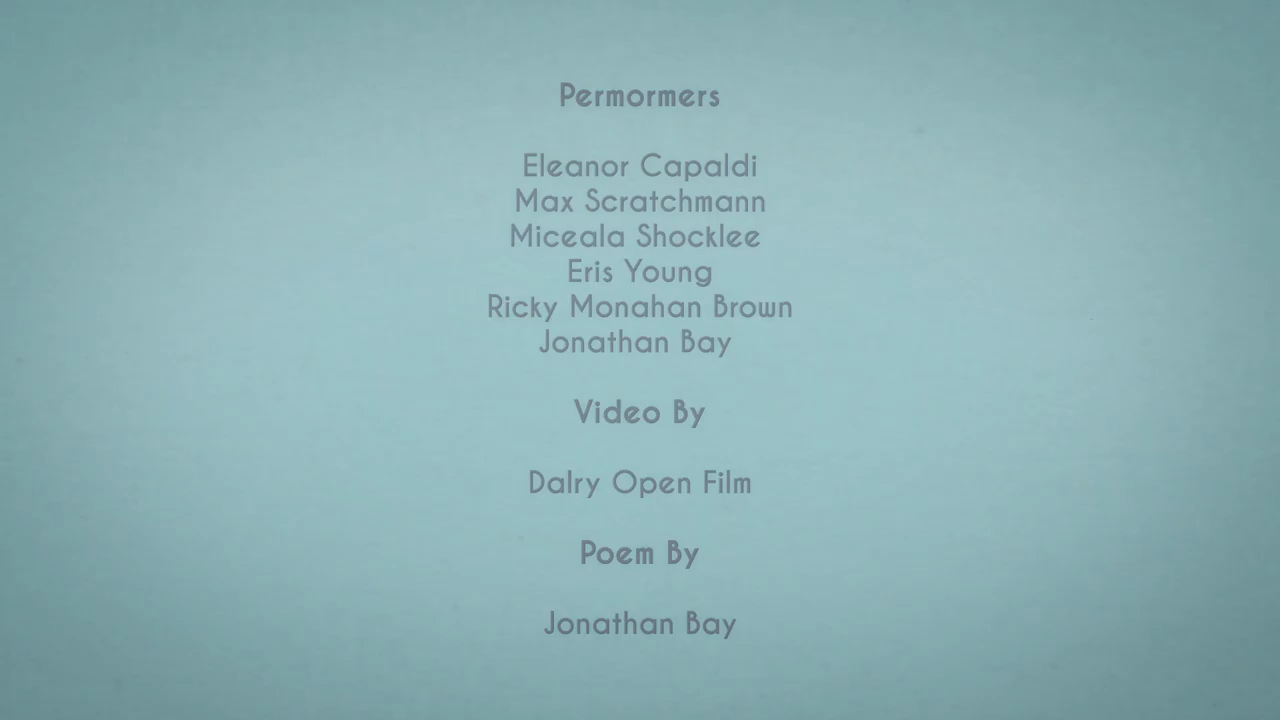 Permormers
Eleanor Capaldi
Max Scratchmann
Miceala Shocklee
Eris Young
Ricky Monahan Brown
Jonathan Bay
Video By
Dalry Open Film
Poem By
Jonathan Bay